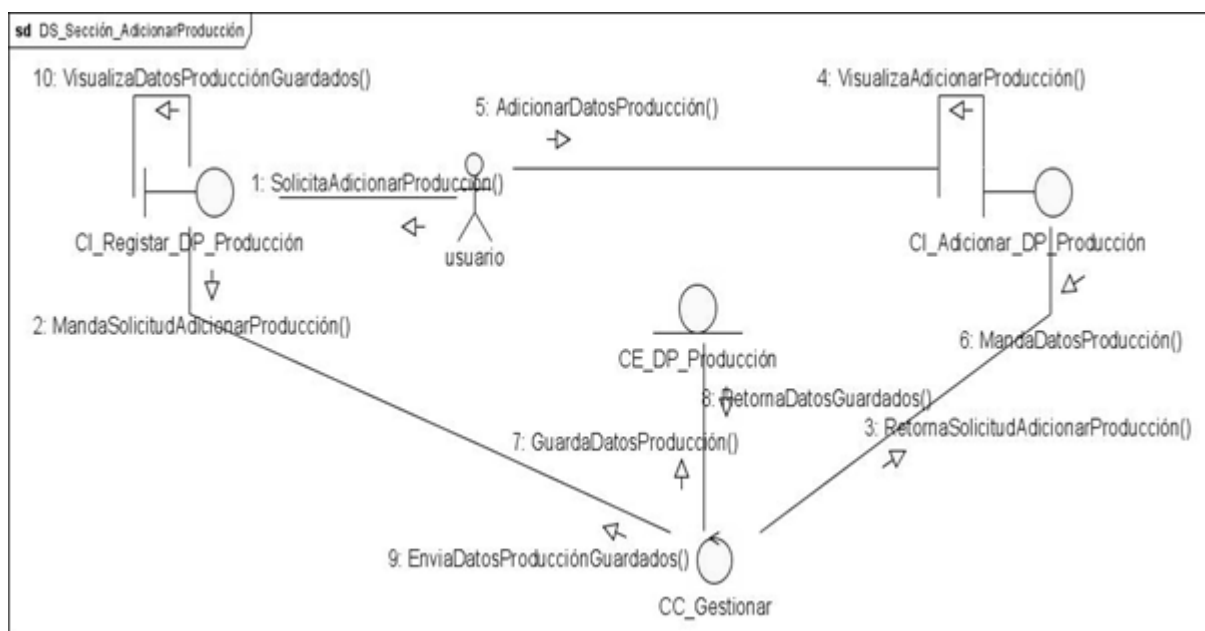 sd DS_Sección_AdicionarProducción
10: VisualizaDatosProducciónGuardados()
4: VisualizaAdicionarProducción()
5: AdicionarDatosProducción()
1: SolicitaAdicionarProducción()
CI_Registar_DP_Producción
usuario
CI_Adicionar_DP_Producción
2: MandaSolicitudAdicionarProducción()
6: MandaDatosProducción()
CE_DP_Producción
8: RetornaDatosGuardados()
3: RetornaSolicitudAdicionarProducción()
7: GuardaDatosProducción()
9: EnviaDatosProducciónGuardados()
CC_Gestionar